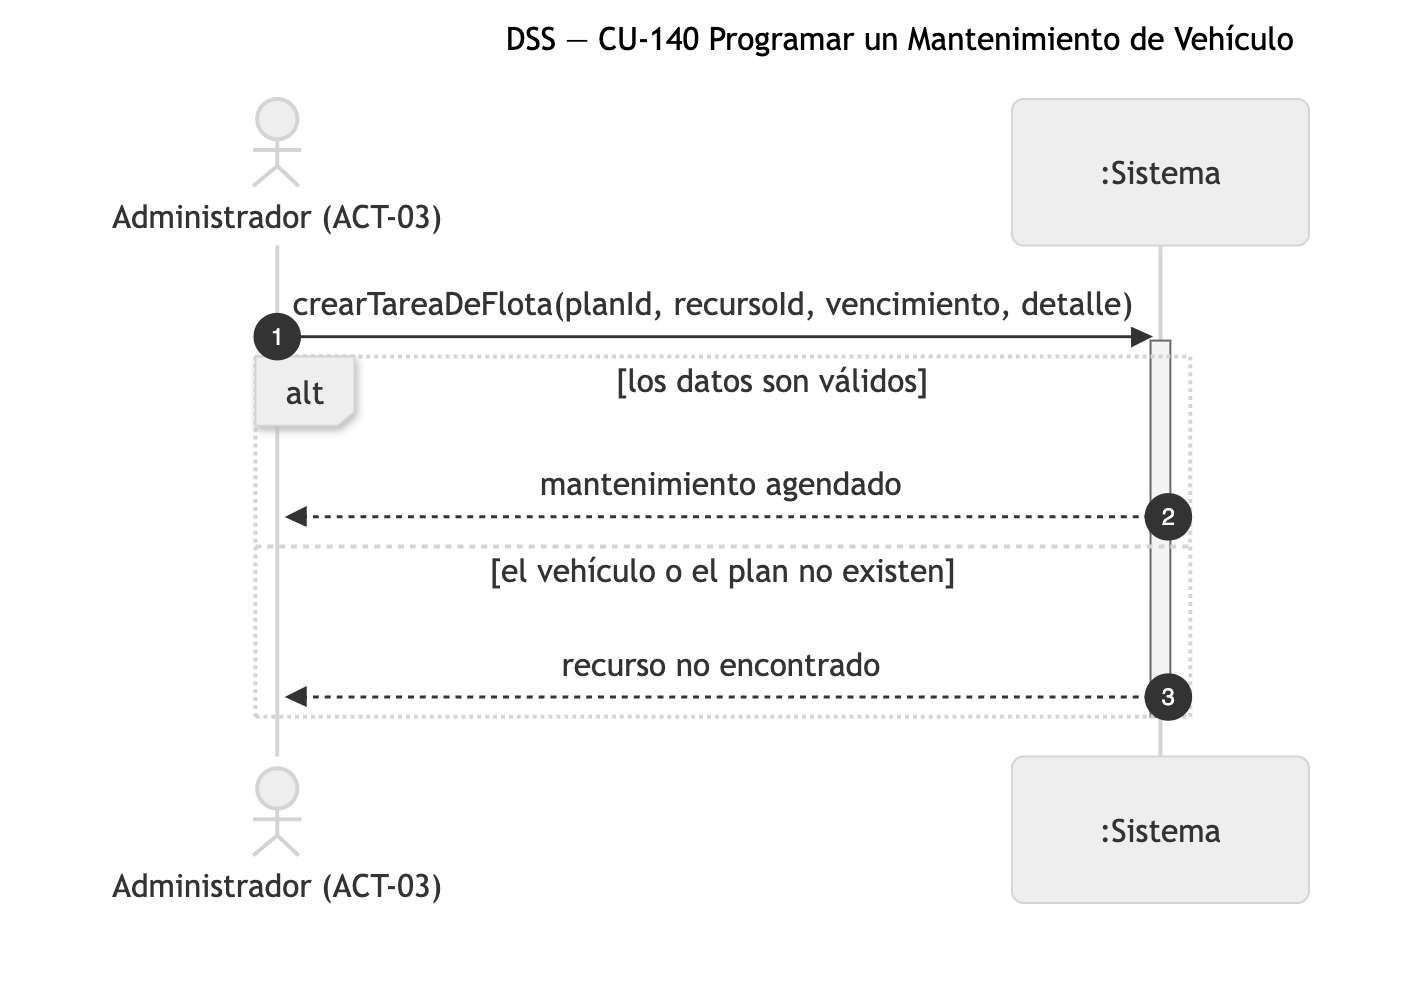 DSS — CU-140 Programar un Mantenimiento de Vehículo
:Sistema
Administrador (ACT-03)
crearTareaDeFlota(planId, recursoId, vencimiento, detalle)
1
alt
[los datos son válidos]
mantenimiento agendado
2
[el vehículo o el plan no existen]
recurso no encontrado
3
:Sistema
Administrador (ACT-03)